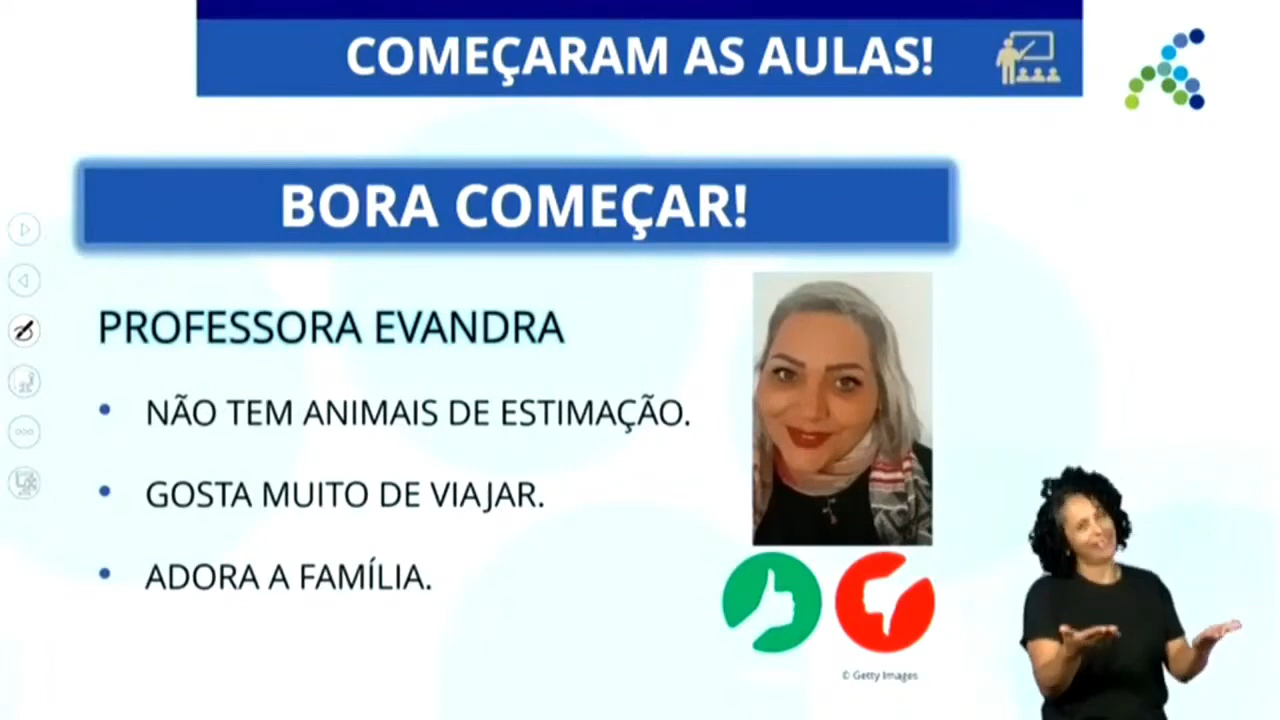 COMEÇARAM AS AULAS!
BORA COMEÇAR!
PROFESSORA EVANDRA
• NÃO TEM ANIMAIS DE ESTIMAÇÃO.
• GOSTA MUITO DE VIAJAR.
• ADORA A FAMÍLIA.
© Getty Images